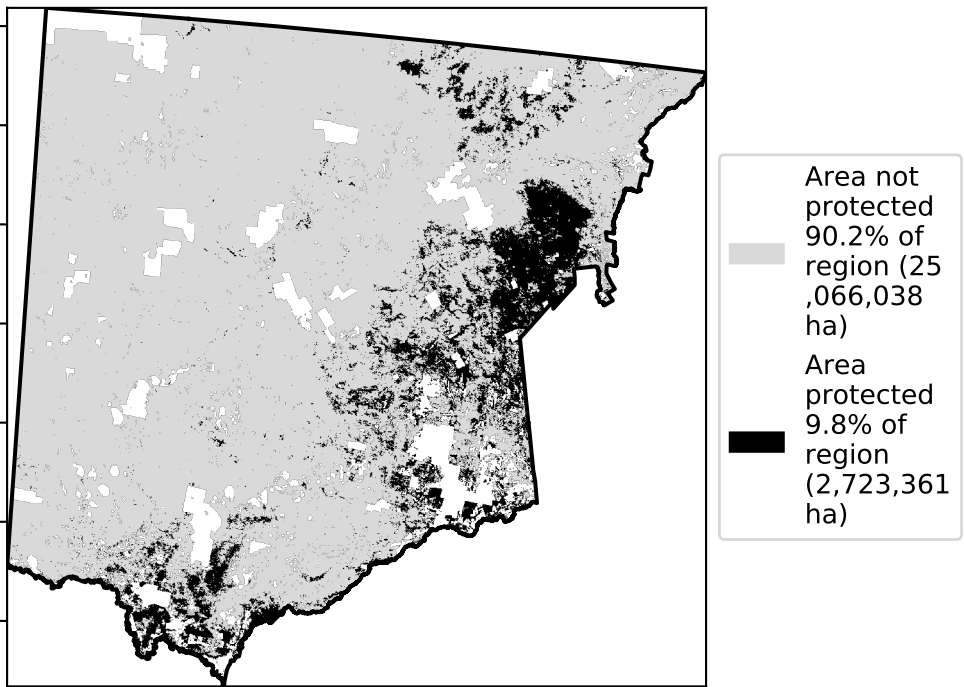 Area not
protected
90.2% of
region (25
,066,038
ha)
Area
protected
9.8% of
region
(2,723,361
ha)